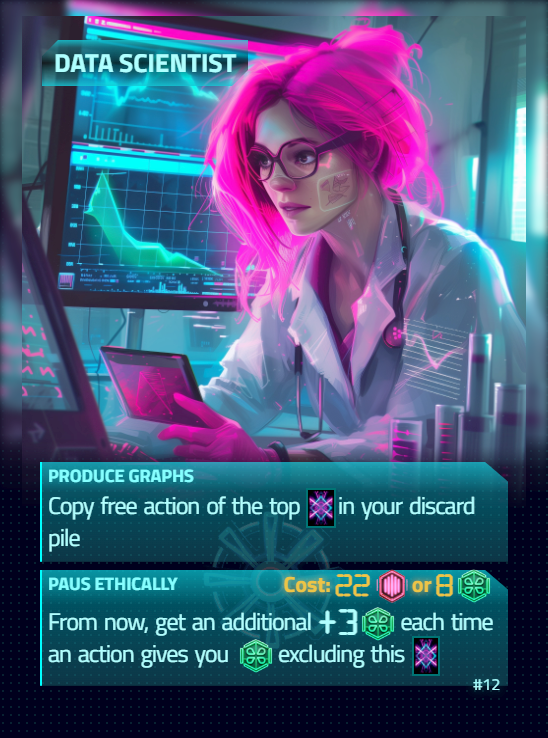 DATA SCIENTIST
PRODUCE GRAPHS
Copy free action of the top in your discard
pile
PAUS ETHICALLY Cost: 22 or 8
From now, get an additional +3 each time
an action gives you excluding this
#12